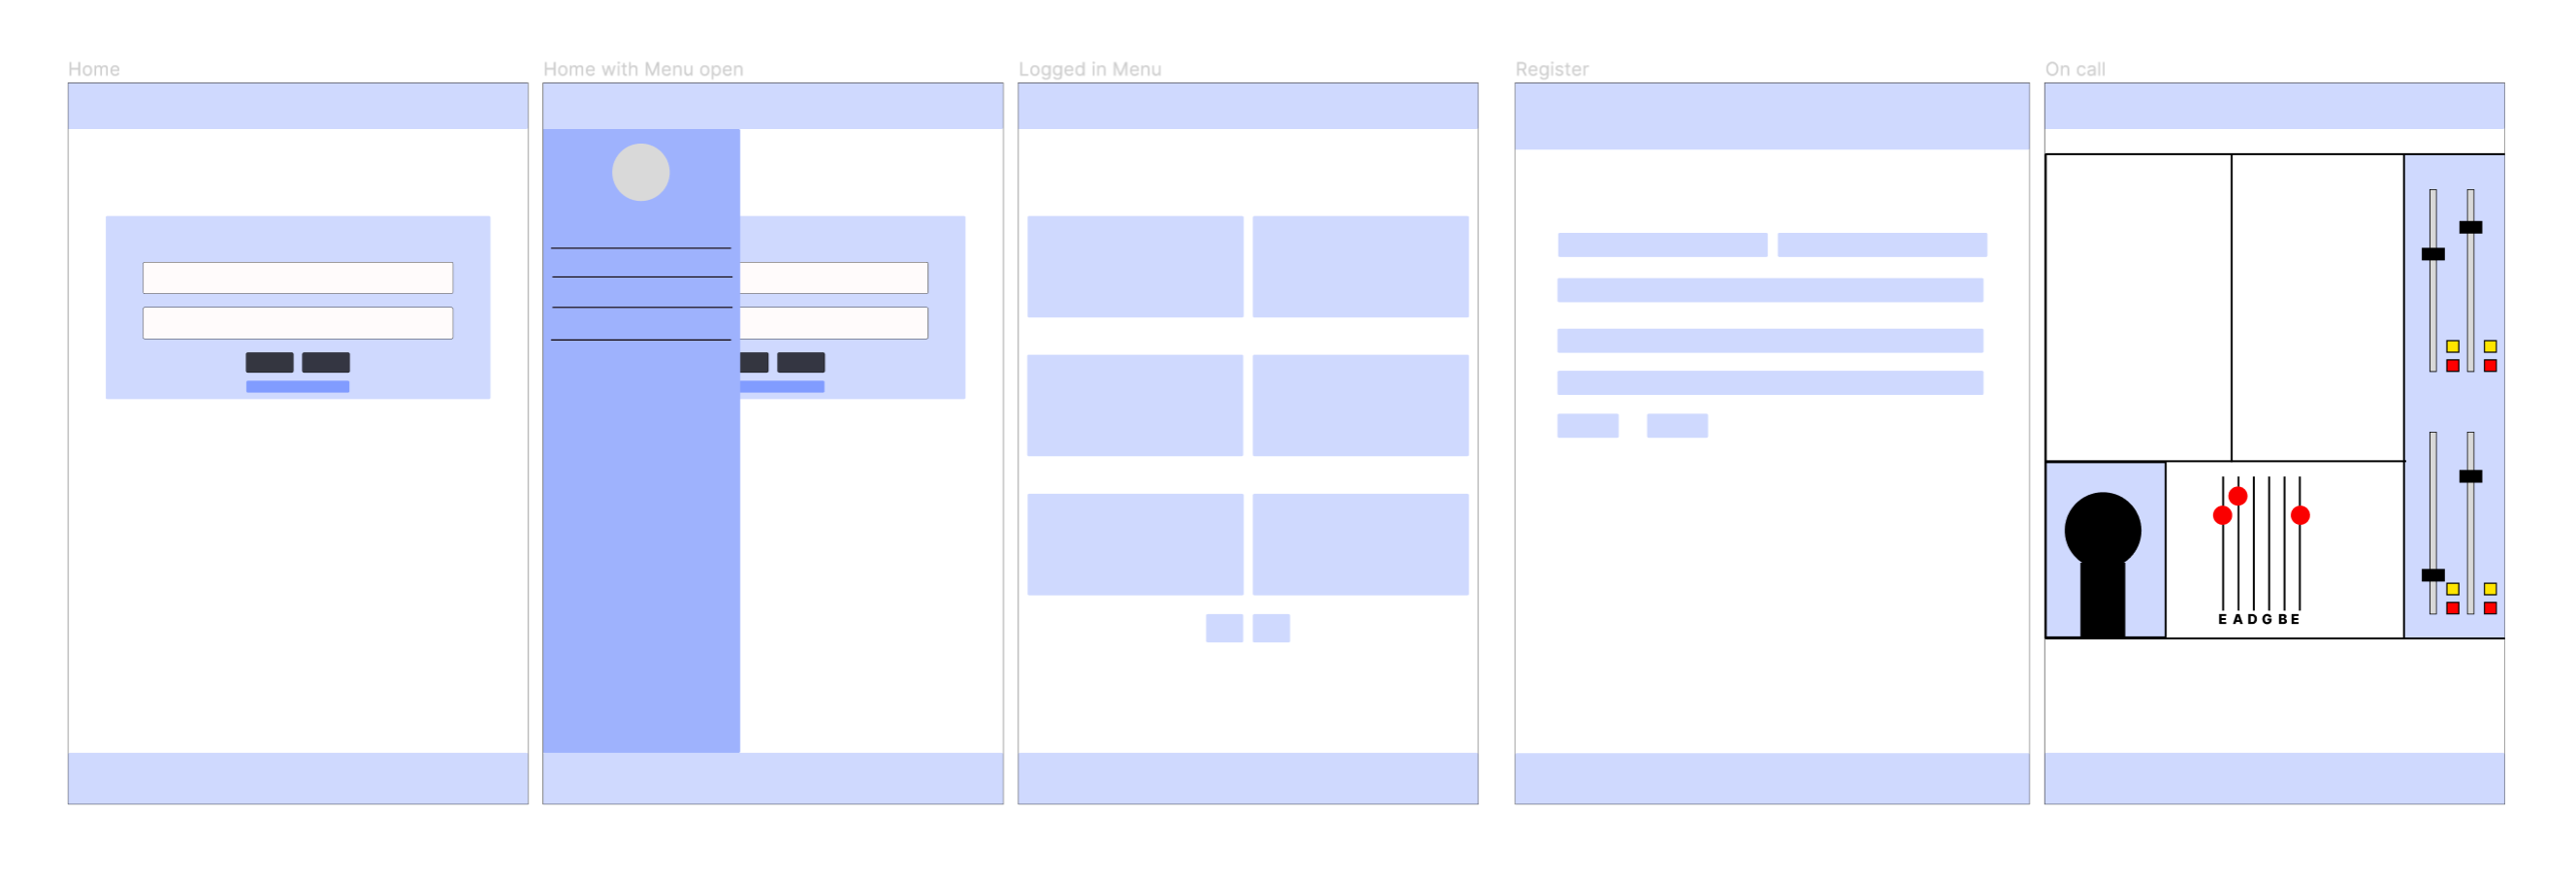 Home
Home with Menu open
Logged in Menu
Register
On call
E A D G B E